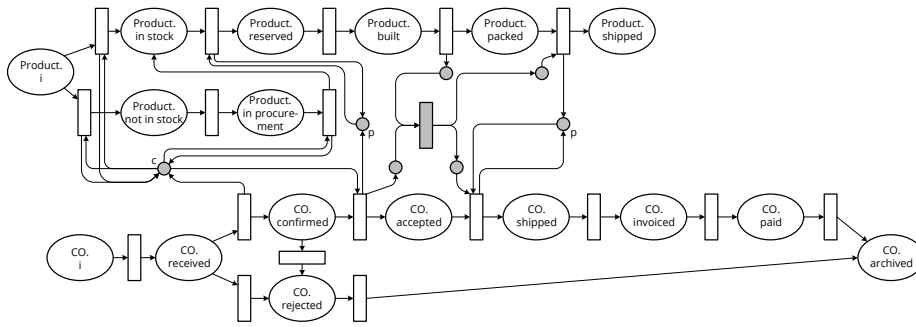 Product.
in stock
Product.
reserved
Product.
built
Product.
packed
Product.
shipped
Product.
i
Product.
not in stock
Product.
in procure-
ment
p
p
c
CO.
confirmed
CO.
accepted
CO.
shipped
CO.
invoiced
CO.
paid
CO.
i
CO.
received
CO.
archived
CO.
rejected